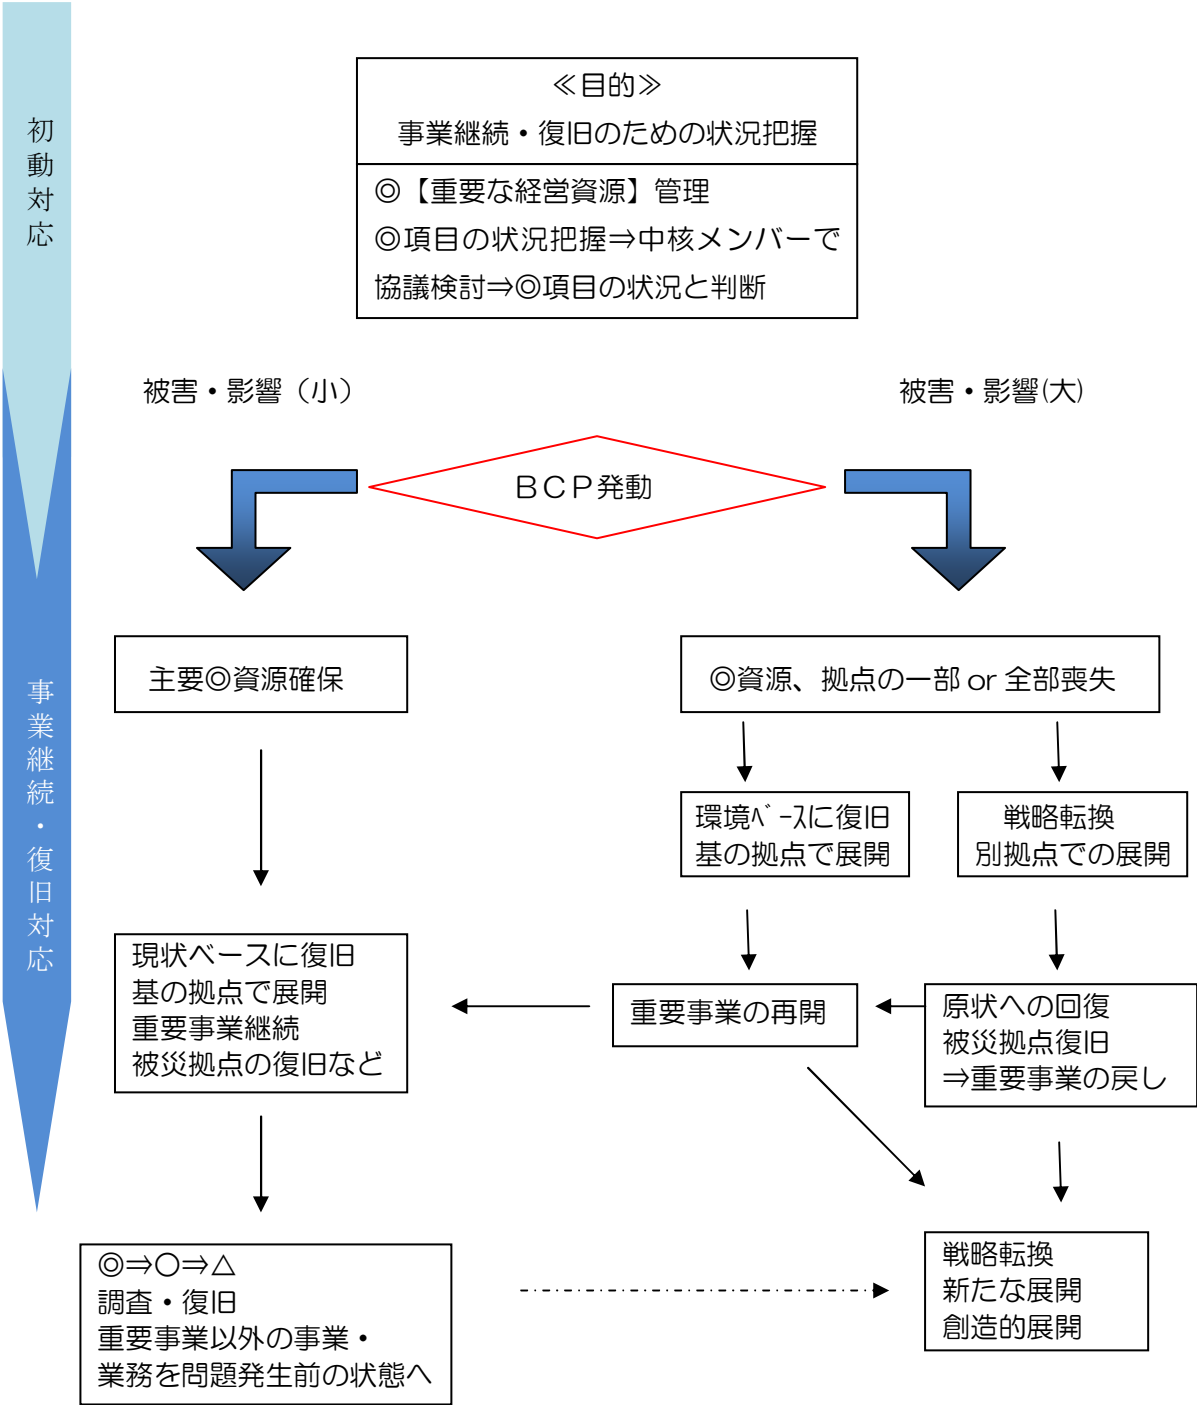 初動対応
≪目的≫
事業継続・復旧のための状況把握
◎【重要な経営資源】管理
◎項目の状況把握⇒中核メンバーで
協議検討⇒◎項目の状況と判断
被害・影響（小）
被害・影響(大)
ＢＣＰ発動
事業継続・復旧対応
主要◎資源確保
◎資源、拠点の一部 or 全部喪失
環境ﾍﾞｰｽに復旧
基の拠点で展開
戦略転換
別拠点での展開
現状ベースに復旧
基の拠点で展開
重要事業継続
被災拠点の復旧など
重要事業の再開
原状への回復
被災拠点復旧
⇒重要事業の戻し
◎⇒〇⇒△
調査・復旧
重要事業以外の事業・
業務を問題発生前の状態へ
戦略転換
新たな展開
創造的展開